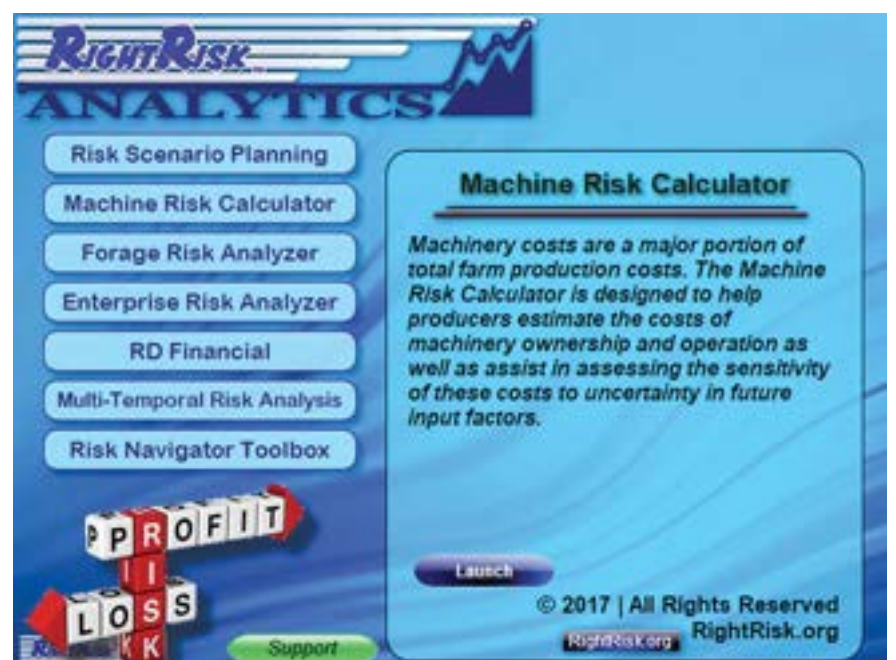 RIGHTRISK™
ANALYTICS
Risk Scenario Planning
Machine Risk Calculator
Forage Risk Analyzer
Enterprise Risk Analyzer
RD Financial
Multi-Temporal Risk Analysis
Risk Navigator Toolbox
PROFIT
RISK
LOSS
Support
Machine Risk Calculator
Machinery costs are a major portion of
total farm production costs. The Machine
Risk Calculator is designed to help
producers estimate the costs of
machinery ownership and operation as
well as assist in assessing the sensitivity
of these costs to uncertainty in future
input factors.
Launch
© 2017 | All Rights Reserved
RightRisk.org RightRisk.org